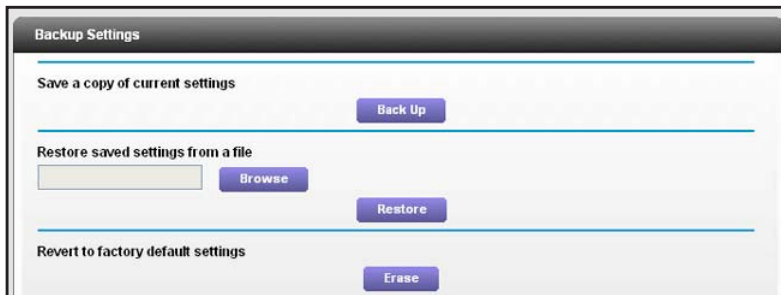 Backup Settings
Save a copy of current settings
Back Up
Restore saved settings from a file
Browse
Restore
Revert to factory default settings
Erase